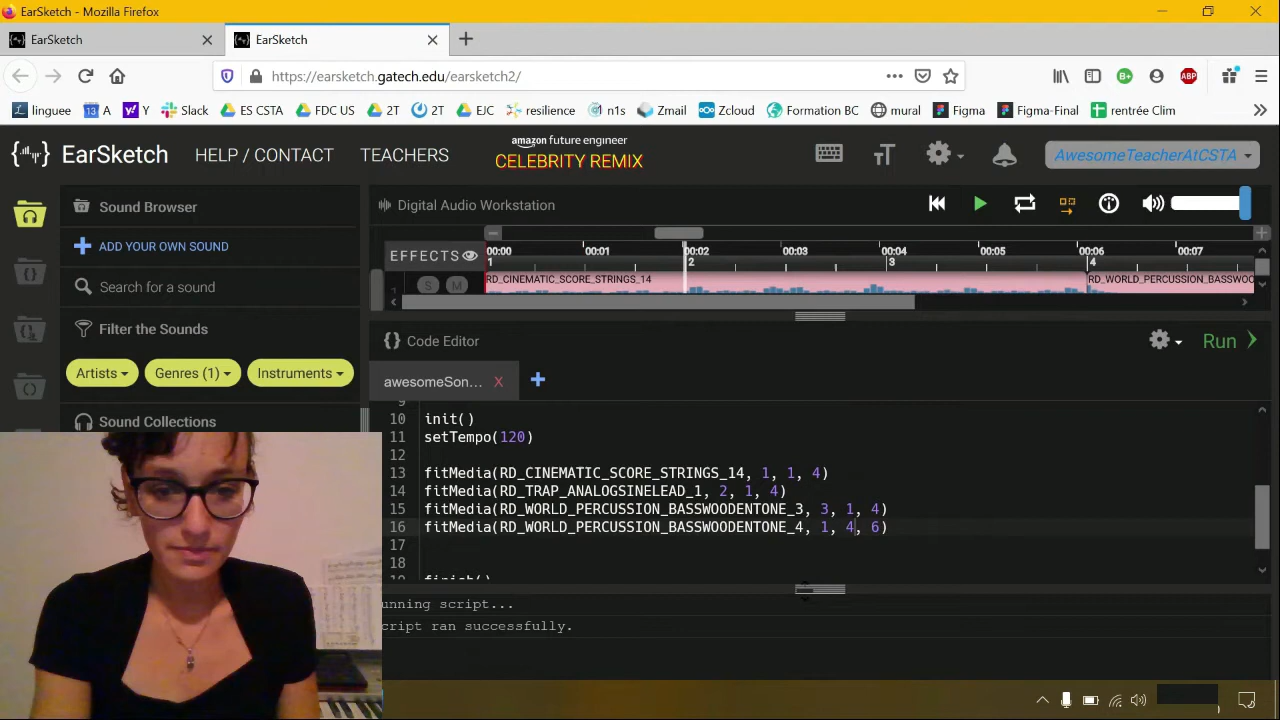 EarSketch - Mozilla Firefox
EarSketch
EarSketch
https://earsketch.gatech.edu/earsketch2/
linguee
13 A
Y
Slack
ES CSTA
FDC US
2T
2T
EJC
resilience
n1s
Zmail
Zcloud
Formation BC
mural
Figma
Figma-Final
rentrée Clim
EarSketch
HELP / CONTACT
TEACHERS
amazon future engineer
CELEBRITY REMIX
AwesomeTeacherAtCSTA
Sound Browser
ADD YOUR OWN SOUND
Search for a sound
Filter the Sounds
Artists
Genres (1)
Instruments
Sound Collections
Digital Audio Workstation
EFFECTS
00:00 00:01 00:02 00:03 00:04 00:05 00:06 00:07
1 2 3 4
S M
RD_CINEMATIC_SCORE_STRINGS_14
RD_WORLD_PERCUSSION_BASSWOO
Code Editor
Run
awesomeSon... X
10 init()
11 setTempo(120)
12
13 fitMedia(RD_CINEMATIC_SCORE_STRINGS_14, 1, 1, 4)
14 fitMedia(RD_TRAP_ANALOGSINELEAD_1, 2, 1, 4)
15 fitMedia(RD_WORLD_PERCUSSION_BASSWOODENTONE_3, 3, 1, 4)
16 fitMedia(RD_WORLD_PERCUSSION_BASSWOODENTONE_4, 1, 4, 6)
17
18
unning script...
cript ran successfully.